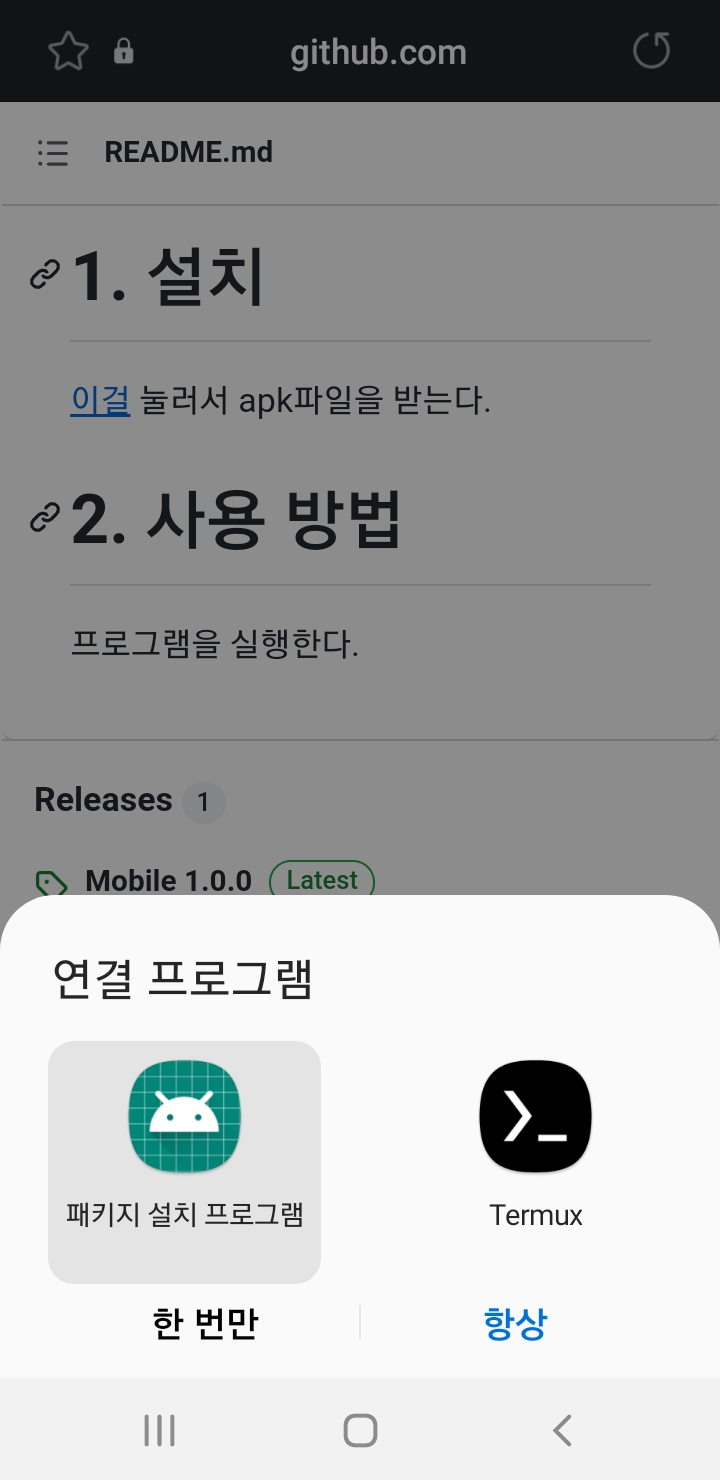 github.com
README.md
1. 설치
이걸 눌러서 apk파일을 받는다.
2. 사용 방법
프로그램을 실행한다.
Releases 1
Mobile 1.0.0 Latest
연결 프로그램
패키지 설치 프로그램
Termux
한 번만
항상